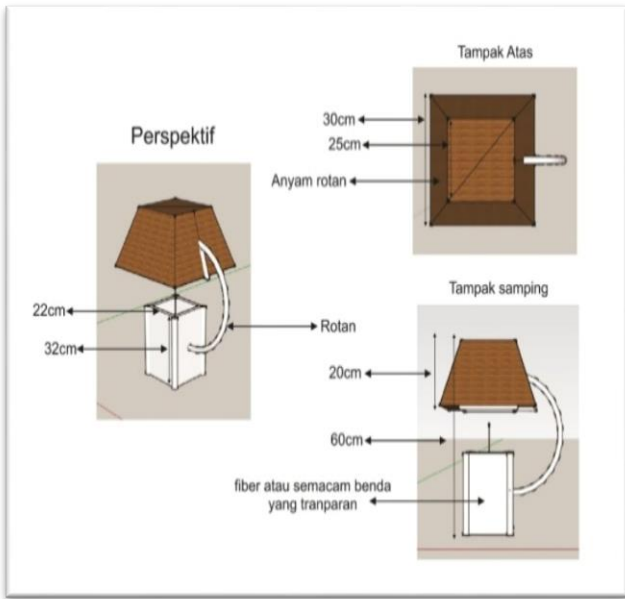 Perspektif
22cm
32cm
Rotan
Tampak Atas
30cm
25cm
Anyam rotan
Tampak samping
20cm
60cm
fiber atau semacam benda
yang tranparan